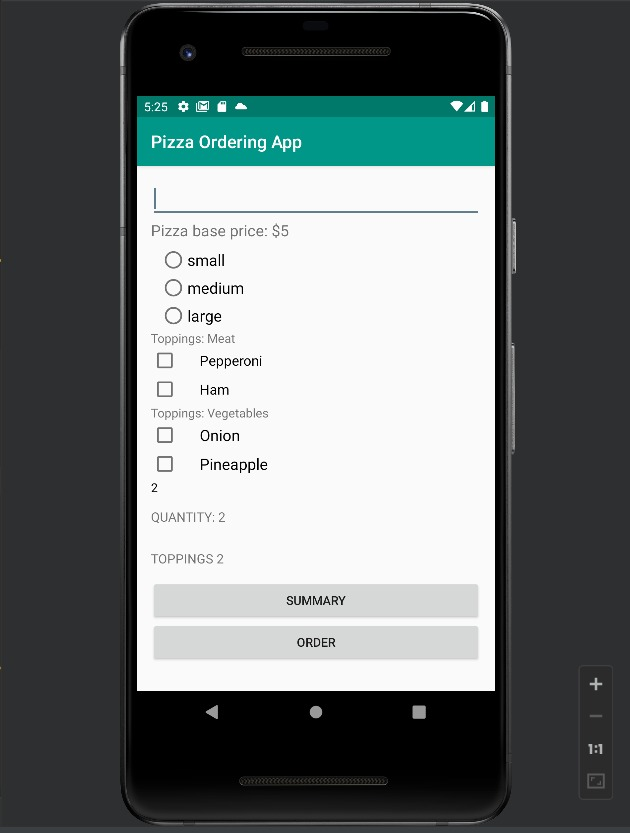 5:25
Pizza Ordering App
Pizza base price: $5
small
medium
large
Toppings: Meat
Pepperoni
Ham
Toppings: Vegetables
Onion
Pineapple
2
QUANTITY: 2
TOPPINGS 2
SUMMARY
ORDER
1:1